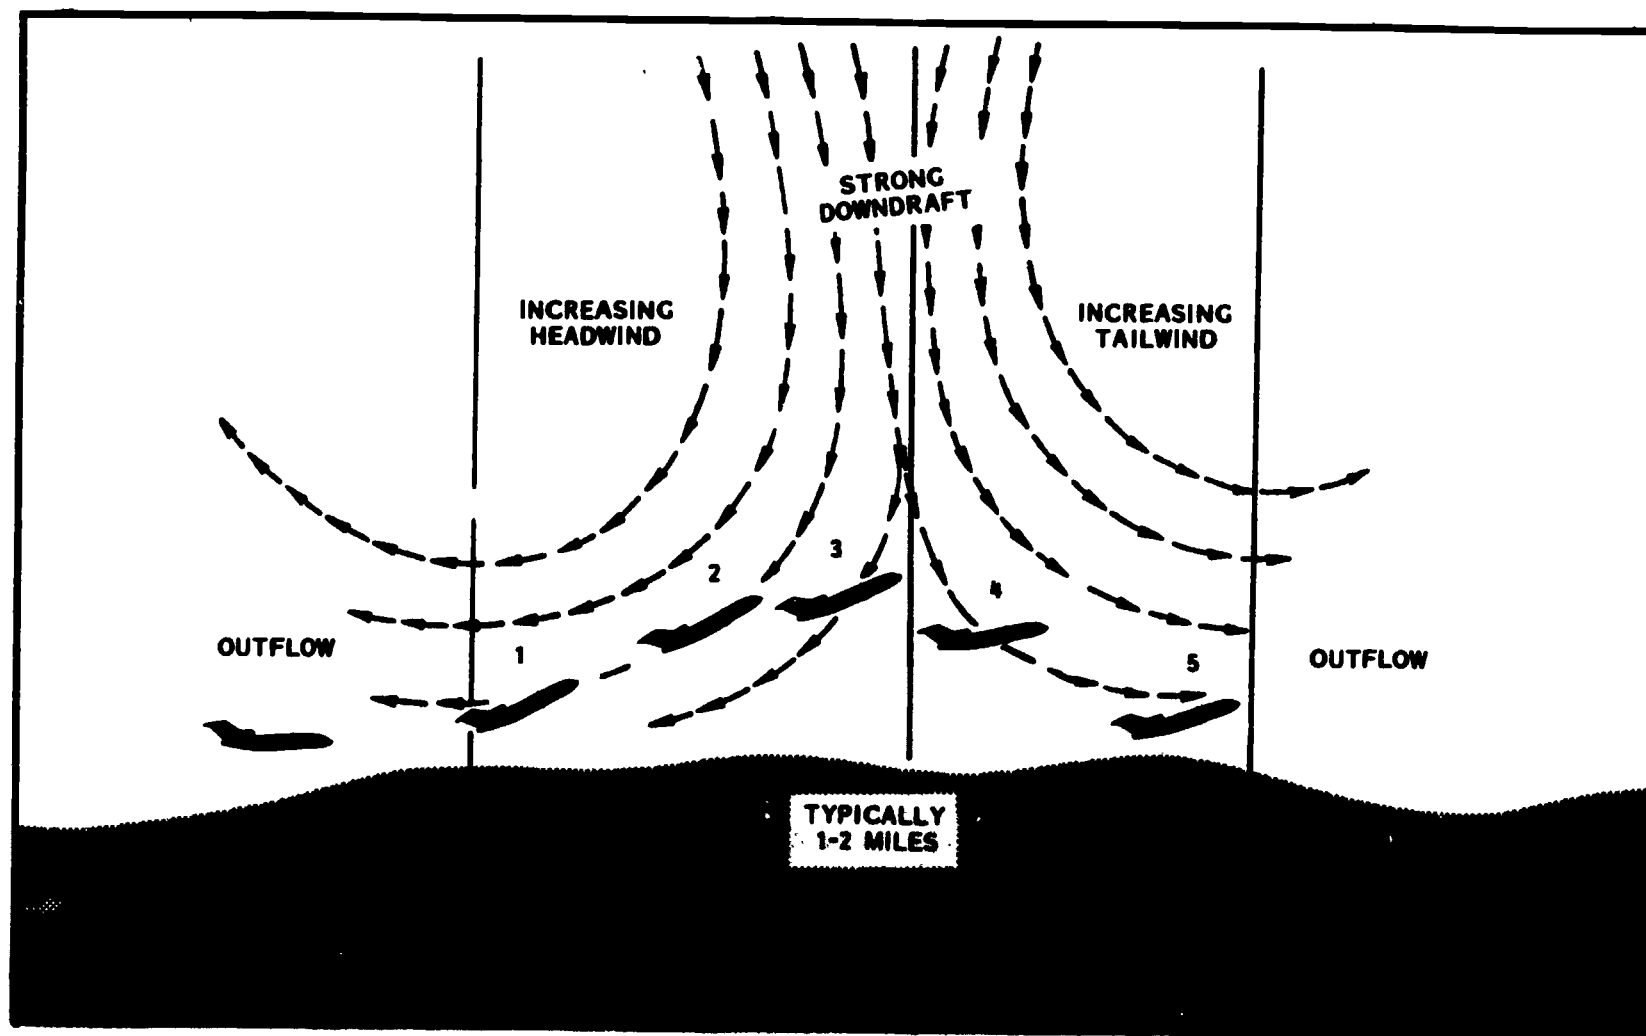 STRONG
DOWNDRAFT
INCREASING
HEADWIND
INCREASING
TAILWIND
3
2
4
OUTFLOW
1
5
OUTFLOW
TYPICALLY
1-2 MILES